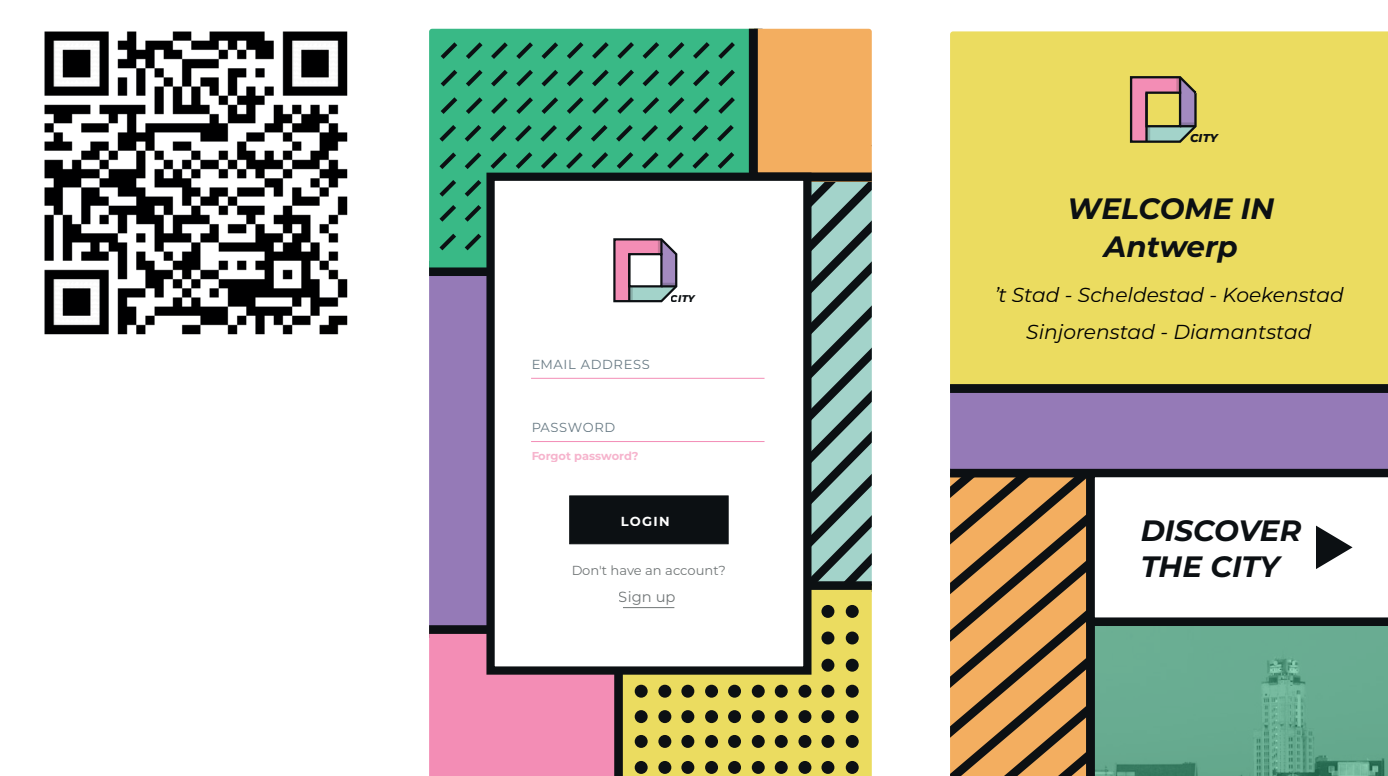 CITY
EMAIL ADDRESS
PASSWORD
Forgot password?
LOGIN
Don't have an account?
Sign up
CITY
WELCOME IN
Antwerp
’t Stad - Scheldestad - Koekenstad
Sinjorenstad - Diamantstad
DISCOVER
THE CITY